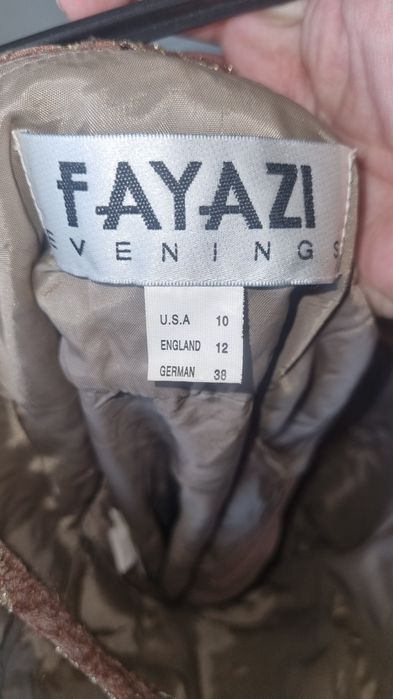 FAYAZI
EVENINGS
U.S.A 10
ENGLAND 12
GERMAN 38